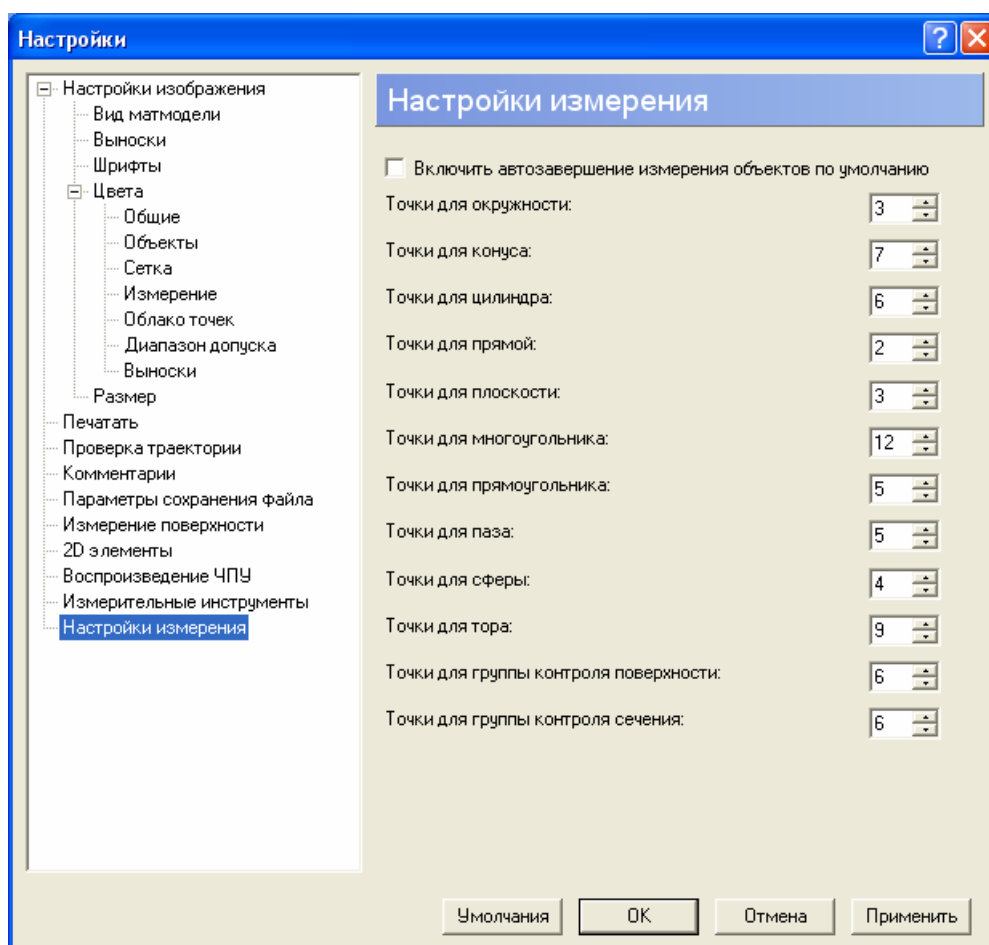 Настройки
Настройки изображения
Вид матмодели
Выноски
Шрифты
Цвета
Общие
Объекты
Сетка
Измерение
Облако точек
Диапазон допуска
Выноски
Размер
Печатать
Проверка траектории
Комментарии
Параметры сохранения файла
Измерение поверхности
2D элементы
Воспроизведение ЧПУ
Измерительные инструменты
Настройки измерения
Настройки измерения
Включить автозавершение измерения объектов по умолчанию
Точки для окружности: 3
Точки для конуса: 7
Точки для цилиндра: 6
Точки для прямой: 2
Точки для плоскости: 3
Точки для многоугольника: 12
Точки для прямоугольника: 5
Точки для паза: 5
Точки для сферы: 4
Точки для тора: 9
Точки для группы контроля поверхности: 6
Точки для группы контроля сечения: 6
Умолчания OK Отмена Применить